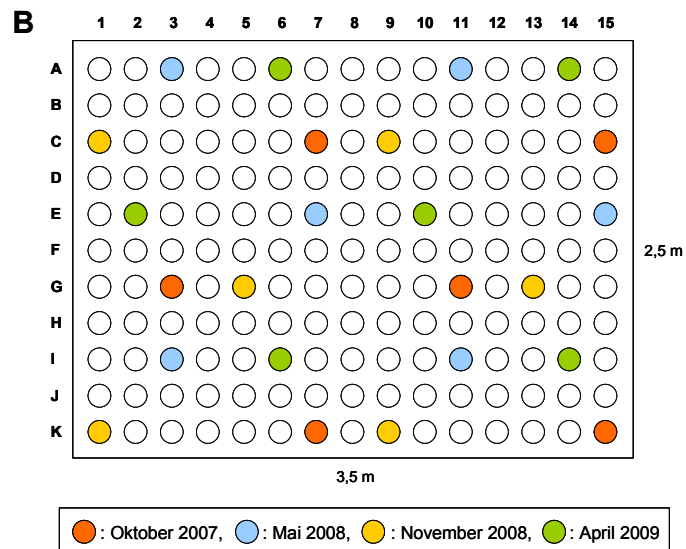 B
1 2 3 4 5 6 7 8 9 10 11 12 13 14 15
A
B
C
D
E
F
2,5 m
G
H
I
J
K
3,5 m
: Oktober 2007, : Mai 2008, : November 2008, : April 2009